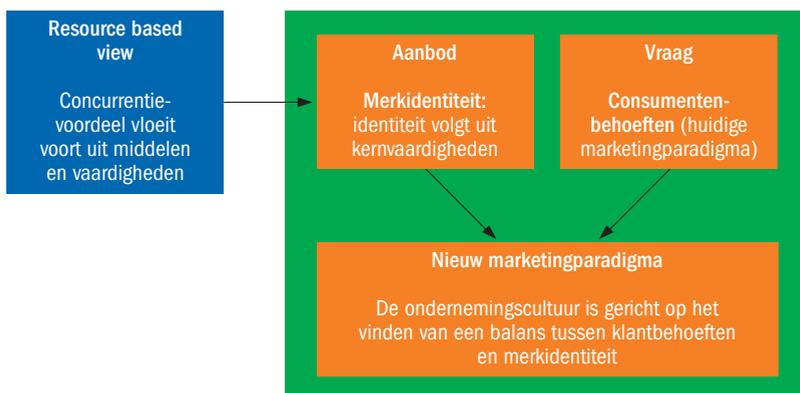 Resource based
view
Concurrentie-
voordeel vloeit
voort uit middelen
en vaardigheden
Aanbod
Merkidentiteit:
identiteit volgt uit
kernvaardigheden
Vraag
Consumenten-
behoeften (huidige
marketingparadigma)
Nieuw marketingparadigma
De ondernemingscultuur is gericht op het
vinden van een balans tussen klantbehoeften
en merkidentiteit